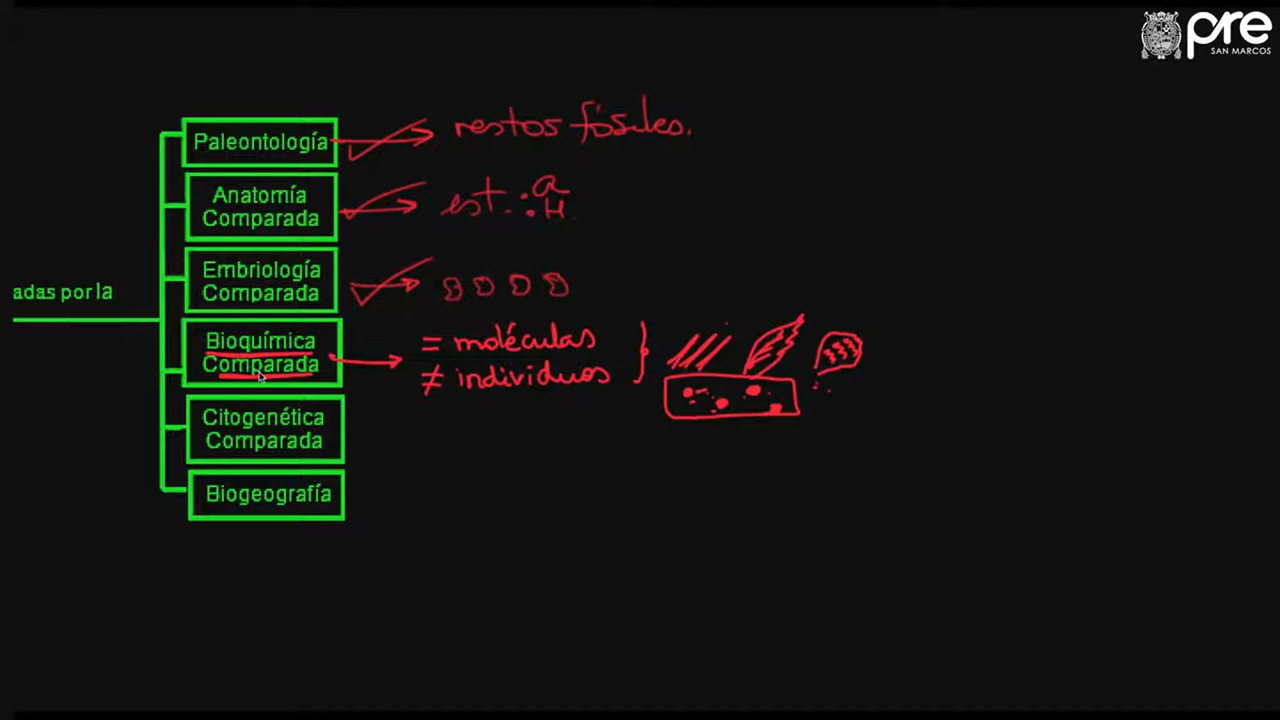 pre
SAN MARCOS
Paleontología
restos fósiles.
Anatomía
Comparada
est. : a
H
Embriología
Comparada
adas por la
Bioquímica
Comparada
= moléculas
≠ individuos
Citogenética
Comparada
Biogeografía